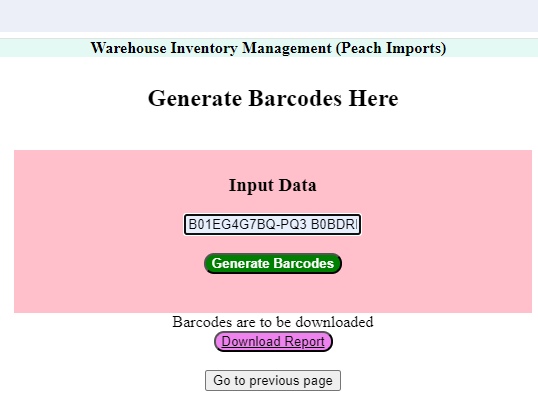 Warehouse Inventory Management (Peach Imports)
Generate Barcodes Here
Input Data
B01EG4G7BQ-PQ3
Generate Barcodes
Barcodes are to be downloaded
Download Report
Go to previous page